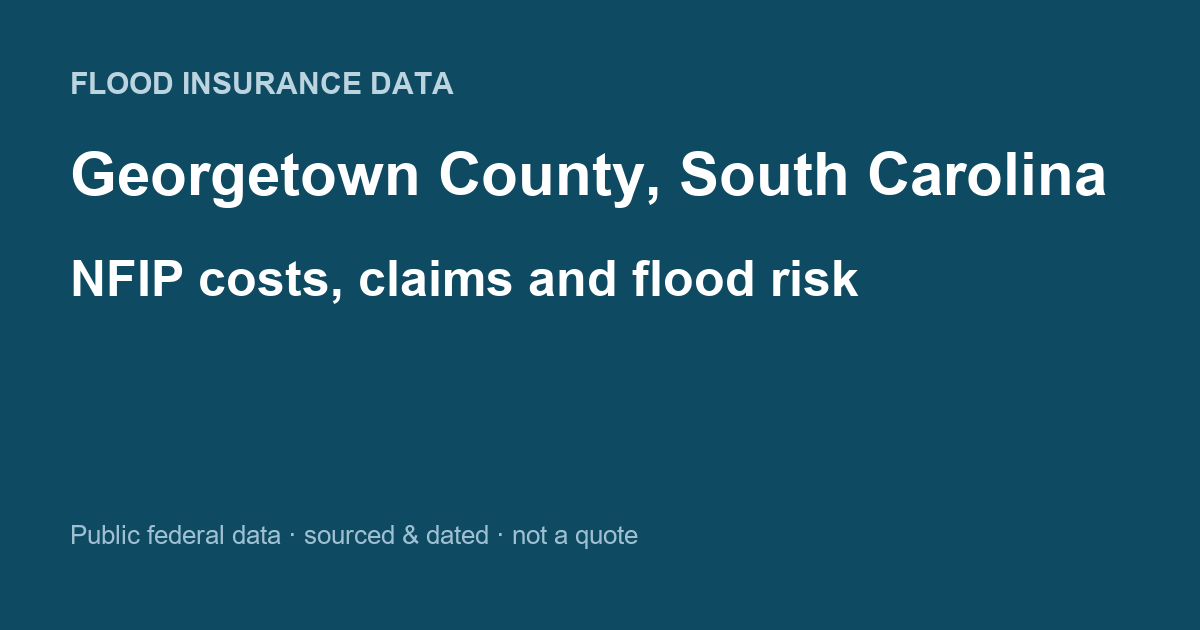 FLOOD INSURANCE DATA
Georgetown County, South Carolina
NFIP costs, claims and flood risk
Public federal data · sourced & dated · not a quote